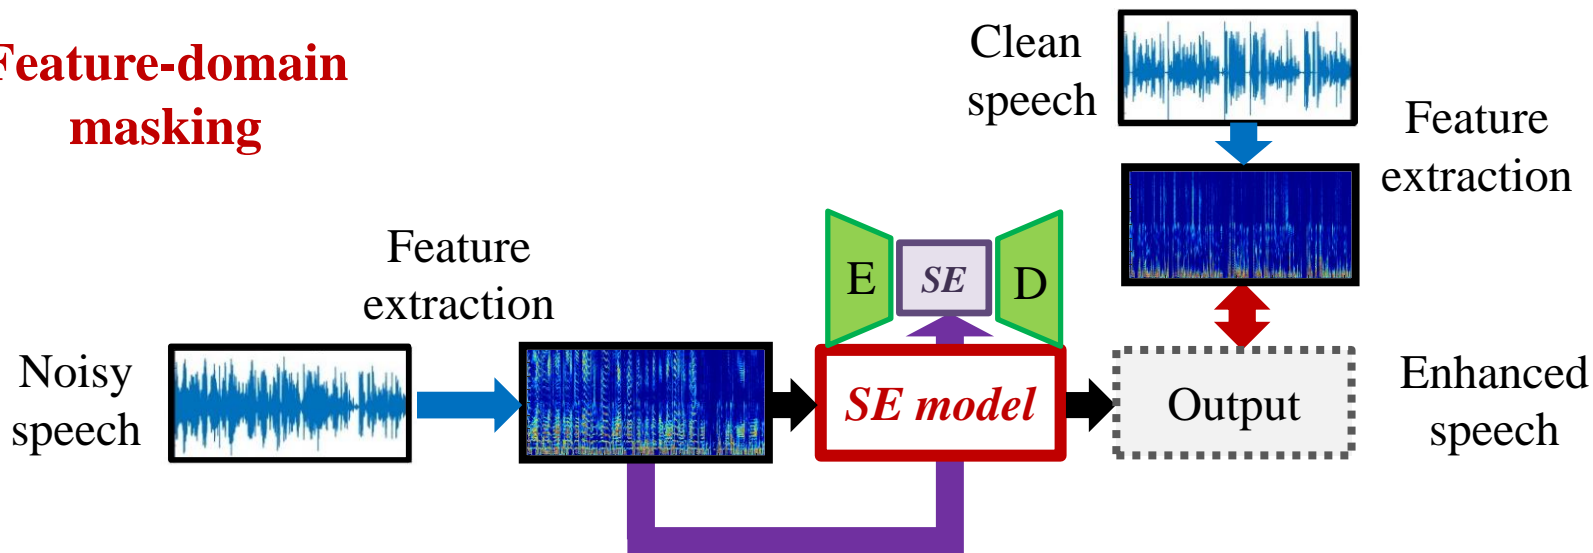 Feature-domain
masking
Clean
speech
Feature
extraction
Feature
extraction
E
SE
D
Noisy
speech
SE model
Output
Enhanced
speech